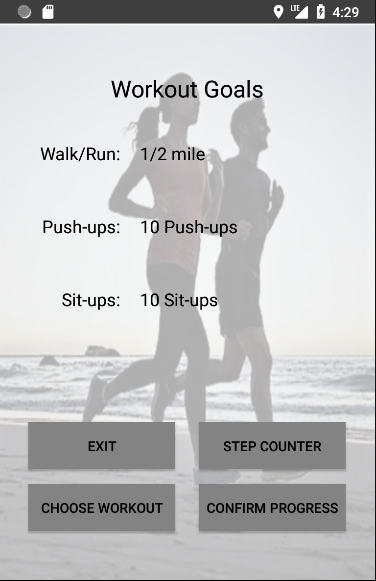 LTE 4:29
Workout Goals
Walk/Run: 1/2 mile
Push-ups: 10 Push-ups
Sit-ups: 10 Sit-ups
EXIT STEP COUNTER
CHOOSE WORKOUT CONFIRM PROGRESS